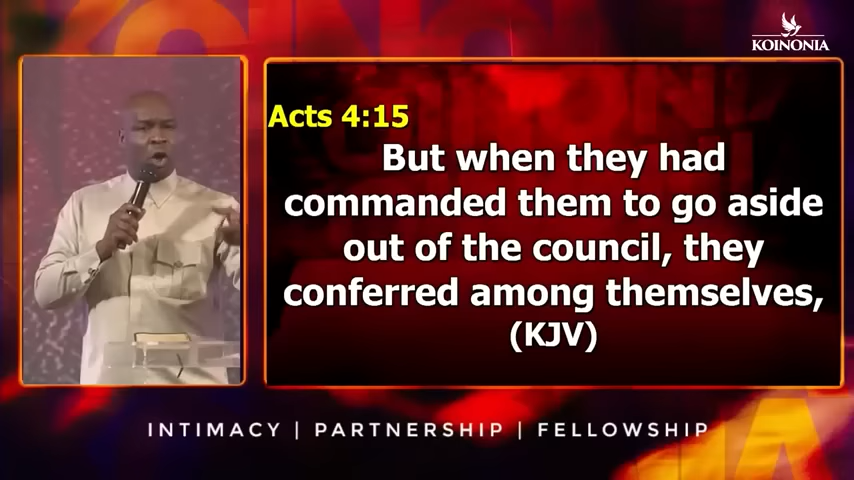 KOINONIA
Acts 4:15
But when they had
commanded them to go aside
out of the council, they
conferred among themselves,
(KJV)
INTIMACY | PARTNERSHIP | FELLOWSHIP